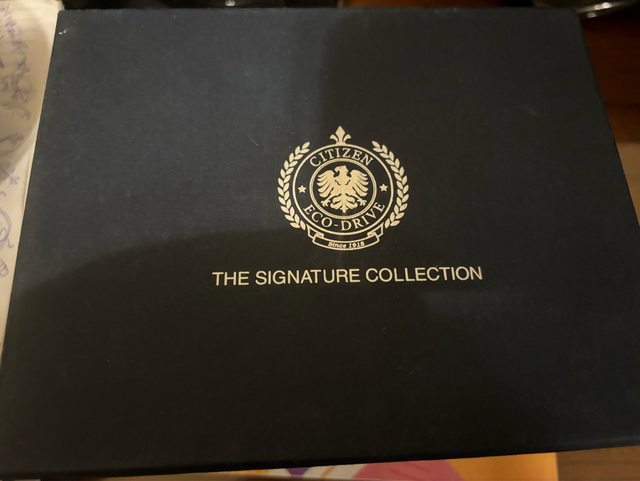 CITIZEN
ECO-DRIVE
Since 1918
THE SIGNATURE COLLECTION